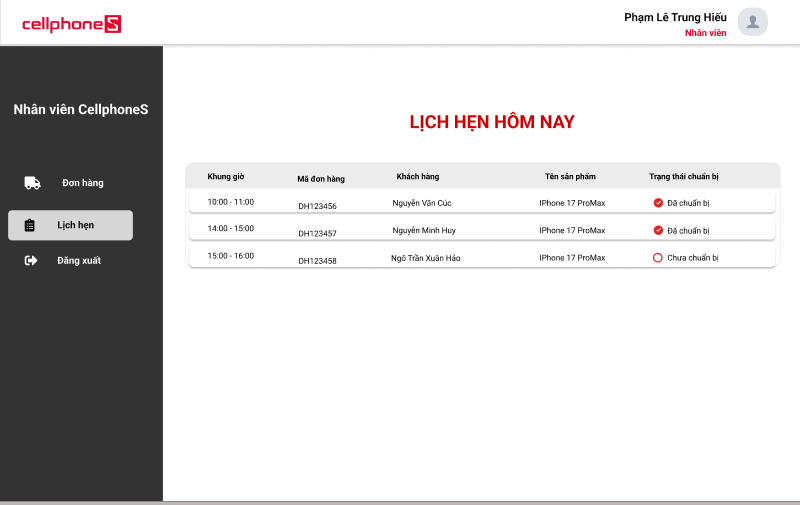 cellphoneS
Phạm Lê Trung Hiếu
Nhân viên
Nhân viên CellphoneS
Đơn hàng
Lịch hẹn
Đăng xuất
LỊCH HẸN HÔM NAY
Khung giờ Mã đơn hàng Khách hàng Tên sản phẩm Trạng thái chuẩn bị
10:00 - 11:00 DH123456 Nguyễn Văn Cúc IPhone 17 ProMax Đã chuẩn bị
14:00 - 15:00 DH123457 Nguyễn Minh Huy IPhone 17 ProMax Đã chuẩn bị
15:00 - 16:00 DH123458 Ngô Trần Xuân Hảo IPhone 17 ProMax Chưa chuẩn bị